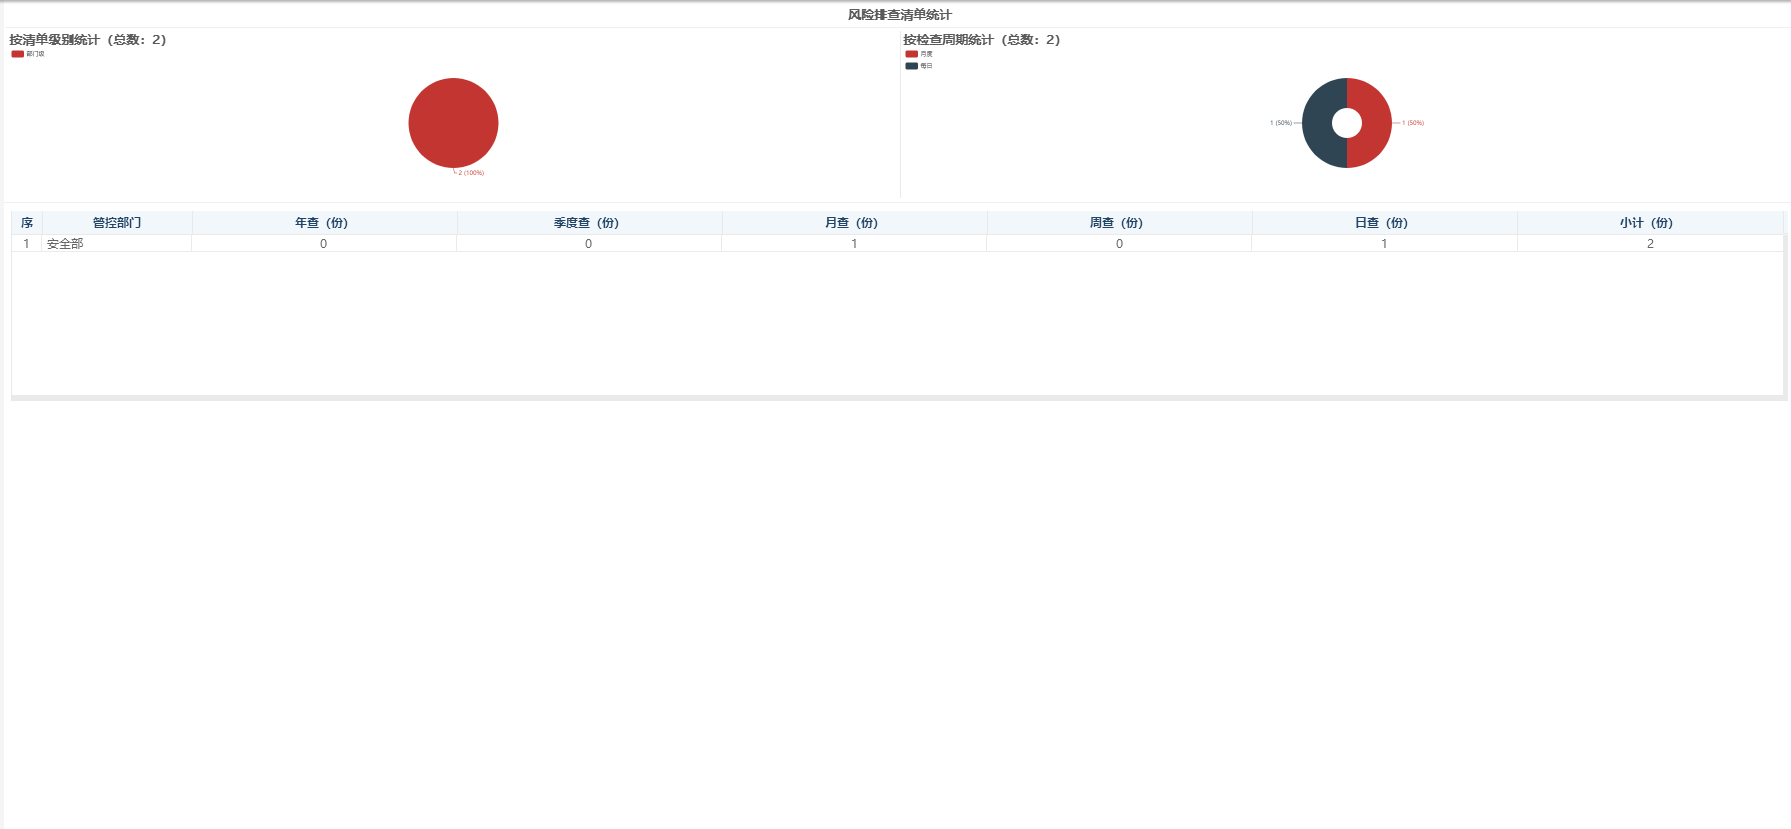 风险排查清单统计
按清单级别统计（总数：2）
部门级
2 (100%)
按检查周期统计（总数：2）
月度
每日
1 (50%)
1 (50%)
序 管控部门 年查（份） 季度查（份） 月查（份） 周查（份） 日查（份） 小计（份）
1 安全部 0 0 1 0 1 2